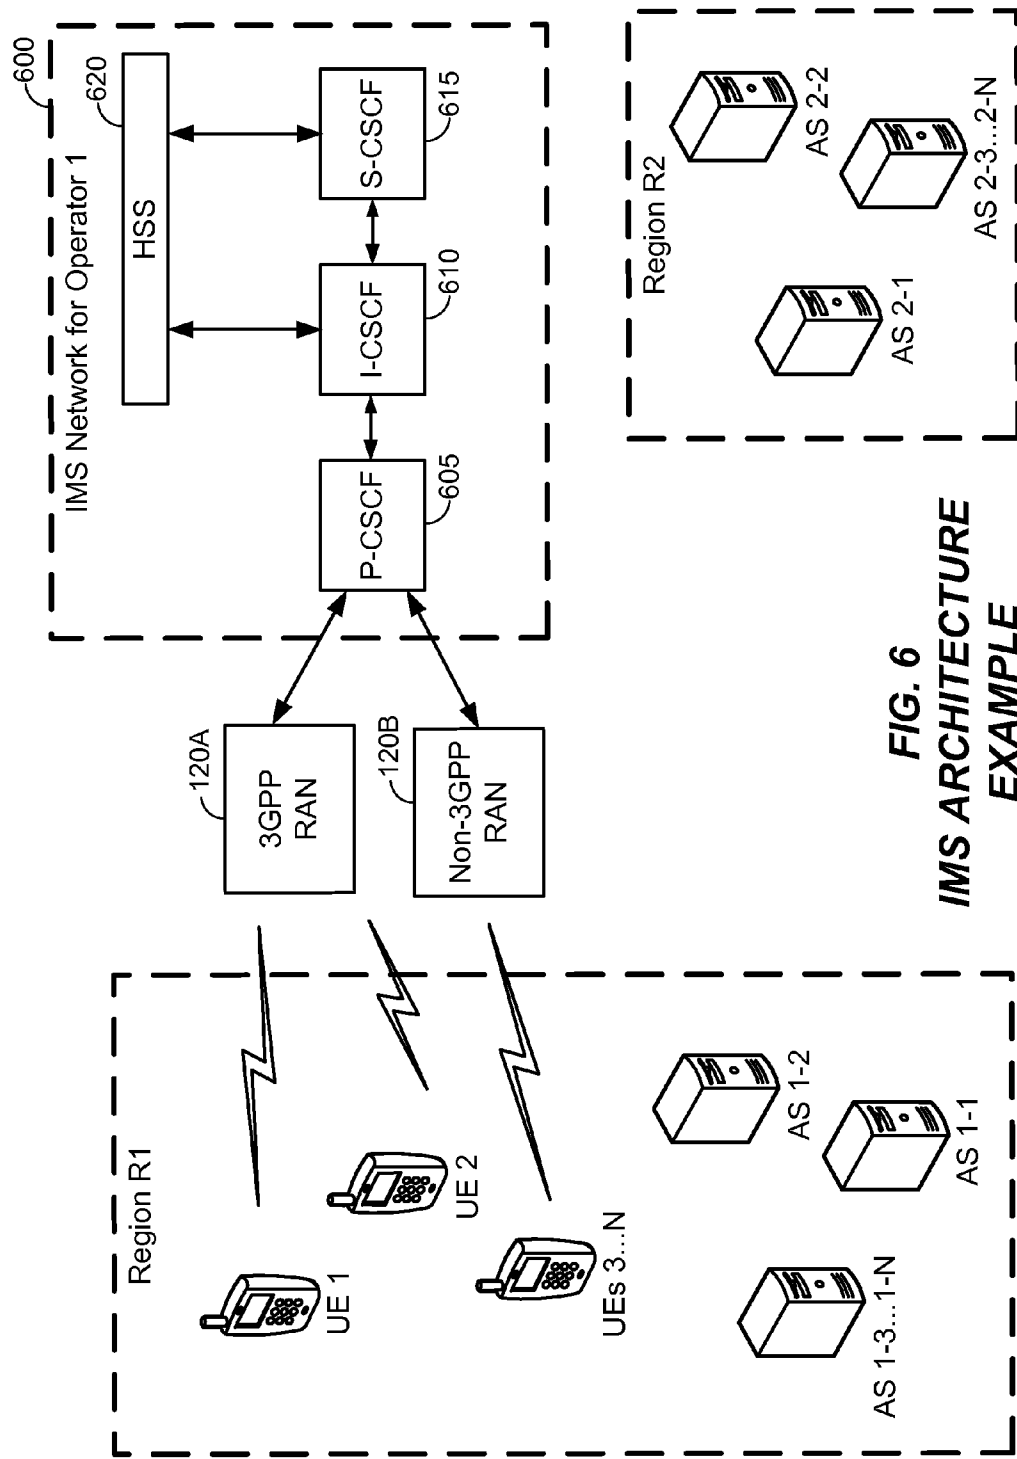 600
IMS Network for Operator 1
620
HSS
P-CSCF
605
I-CSCF
610
S-CSCF
615
120A
3GPP
RAN
120B
Non-3GPP
RAN
Region R1
UE 1
UE 2
UEs 3...N
AS 1-2
AS 1-1
AS 1-3...1-N
Region R2
AS 2-2
AS 2-1
AS 2-3...2-N
FIG. 6
IMS ARCHITECTURE
EXAMPLE